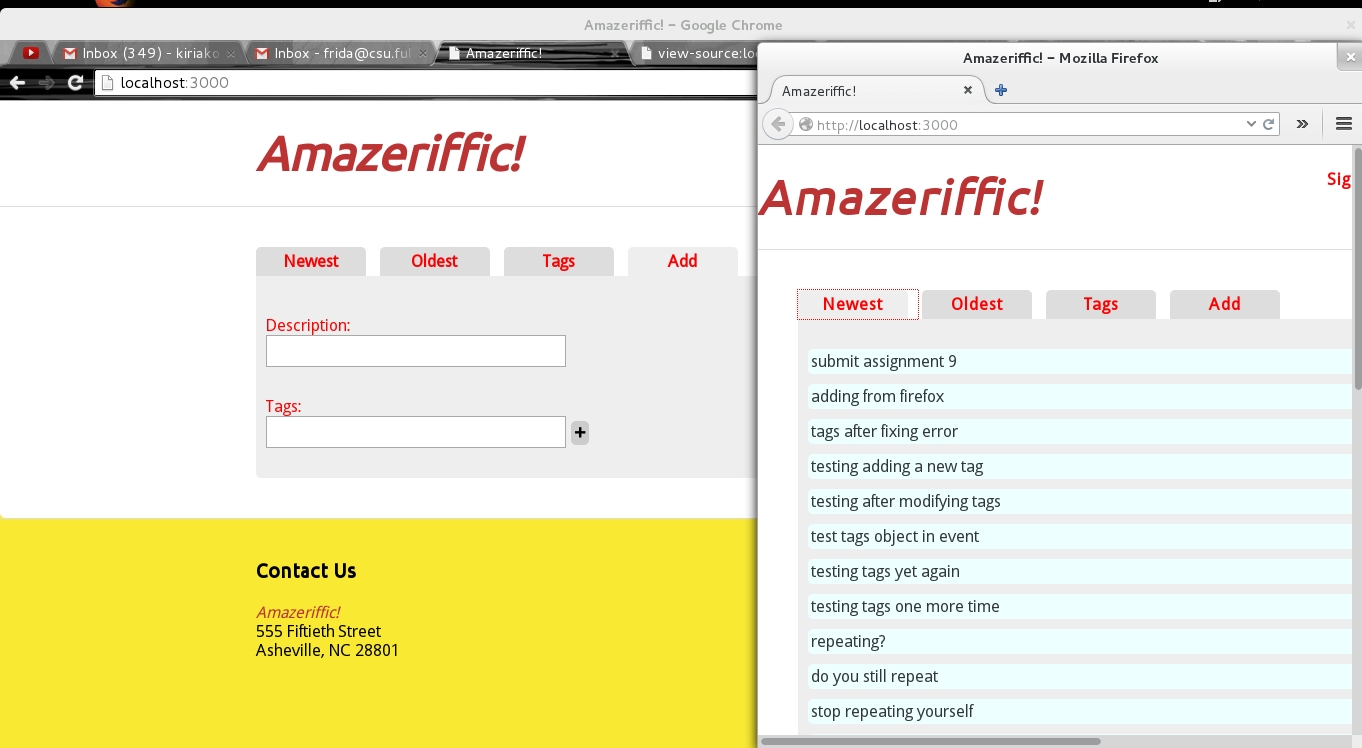 Amazeriffic! - Google Chrome
Inbox (349) - kiriako
Inbox - frida@csu.ful
Amazeriffic!
view-source:lo
localhost:3000
Amazeriffic!
Newest
Oldest
Tags
Add
Description:
Tags:
+
Contact Us
Amazeriffic!
555 Fiftieth Street
Asheville, NC 28801
Amazeriffic! - Mozilla Firefox
Amazeriffic!
http://localhost:3000
Amazeriffic!
Sig
Newest
Oldest
Tags
Add
submit assignment 9
adding from firefox
tags after fixing error
testing adding a new tag
testing after modifying tags
test tags object in event
testing tags yet again
testing tags one more time
repeating?
do you still repeat
stop repeating yourself